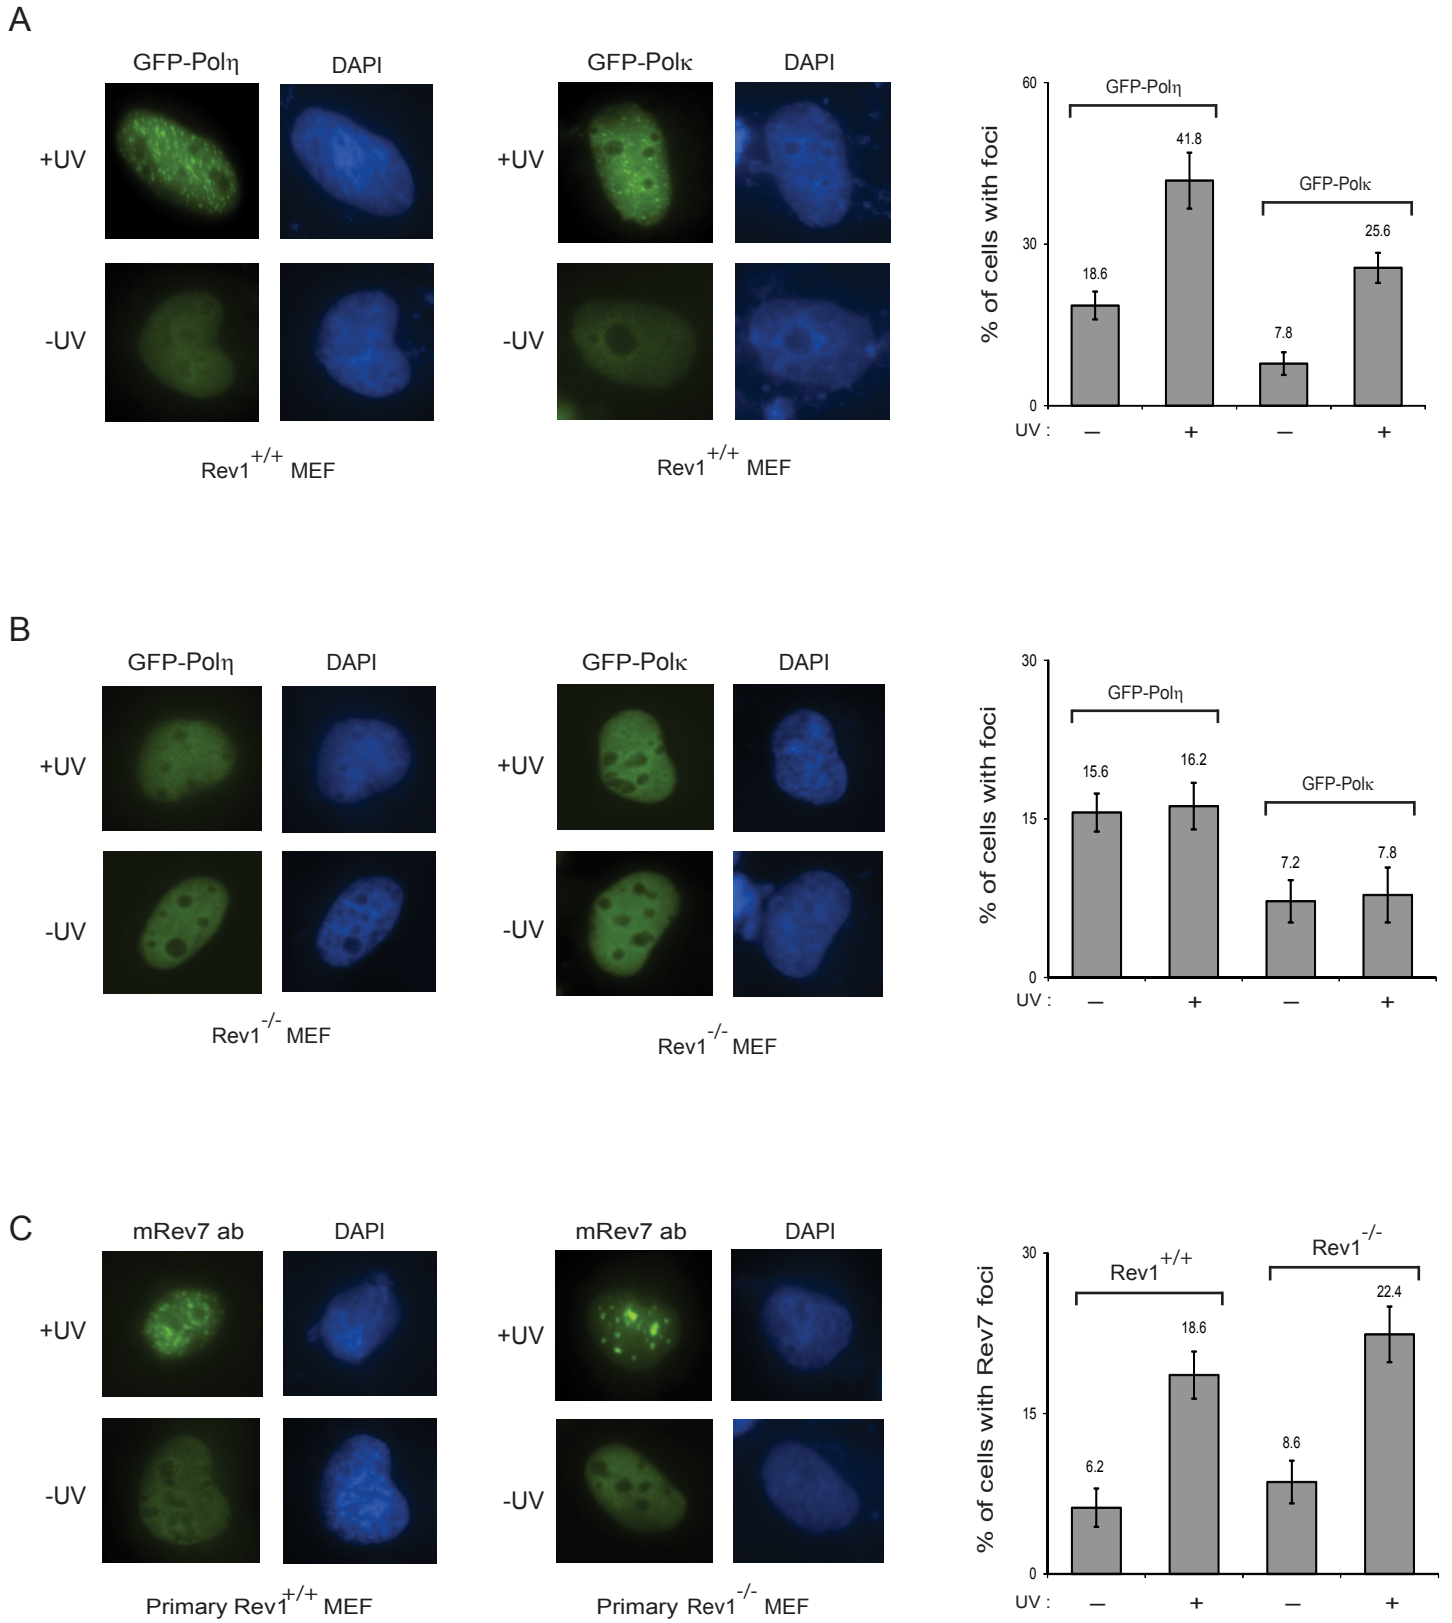 A
GFP-Polη DAPI GFP-Polκ DAPI
+UV +UV
-UV -UV
Rev1+/+ MEF Rev1+/+ MEF
% of cells with foci
60
30
0
GFP-Polη
GFP-Polκ
18.6 41.8 7.8 25.6
UV : – + – +
B
GFP-Polη DAPI GFP-Polκ DAPI
+UV +UV
-UV -UV
Rev1-/- MEF Rev1-/- MEF
% of cells with foci
30
15
0
GFP-Polη
GFP-Polκ
15.6 16.2 7.2 7.8
UV : – + – +
C
mRev7 ab DAPI mRev7 ab DAPI
+UV +UV
-UV -UV
Primary Rev1+/+ MEF Primary Rev1-/- MEF
% of cells with Rev7 foci
30
15
0
Rev1+/+ Rev1-/-
6.2 18.6 8.6 22.4
UV : – + – +